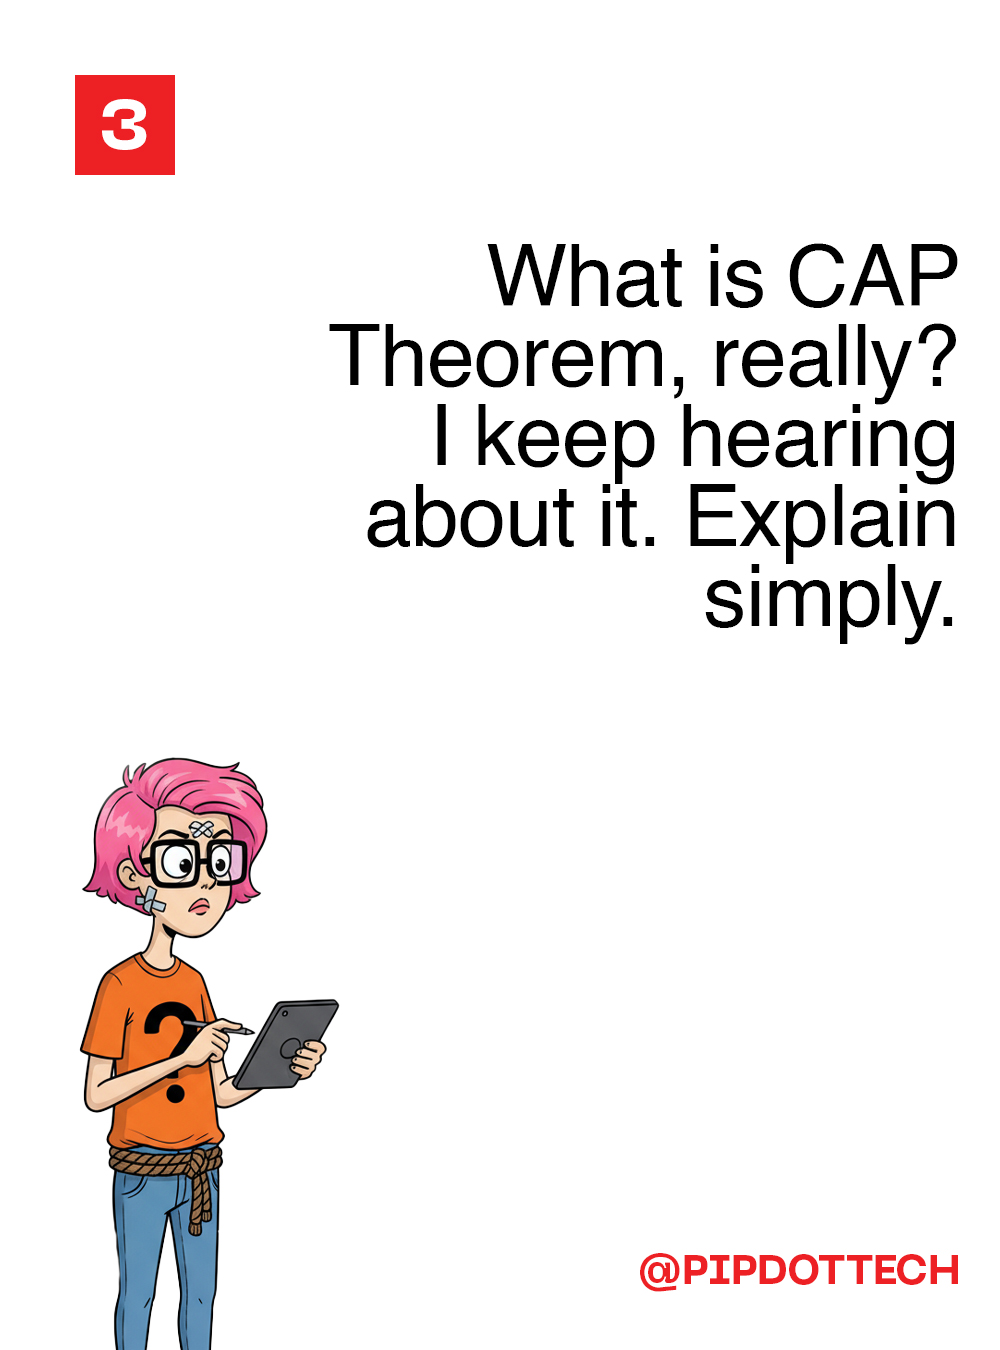 3
What is CAP
Theorem, really?
I keep hearing
about it. Explain
simply.
?
@PIPDOTTECH